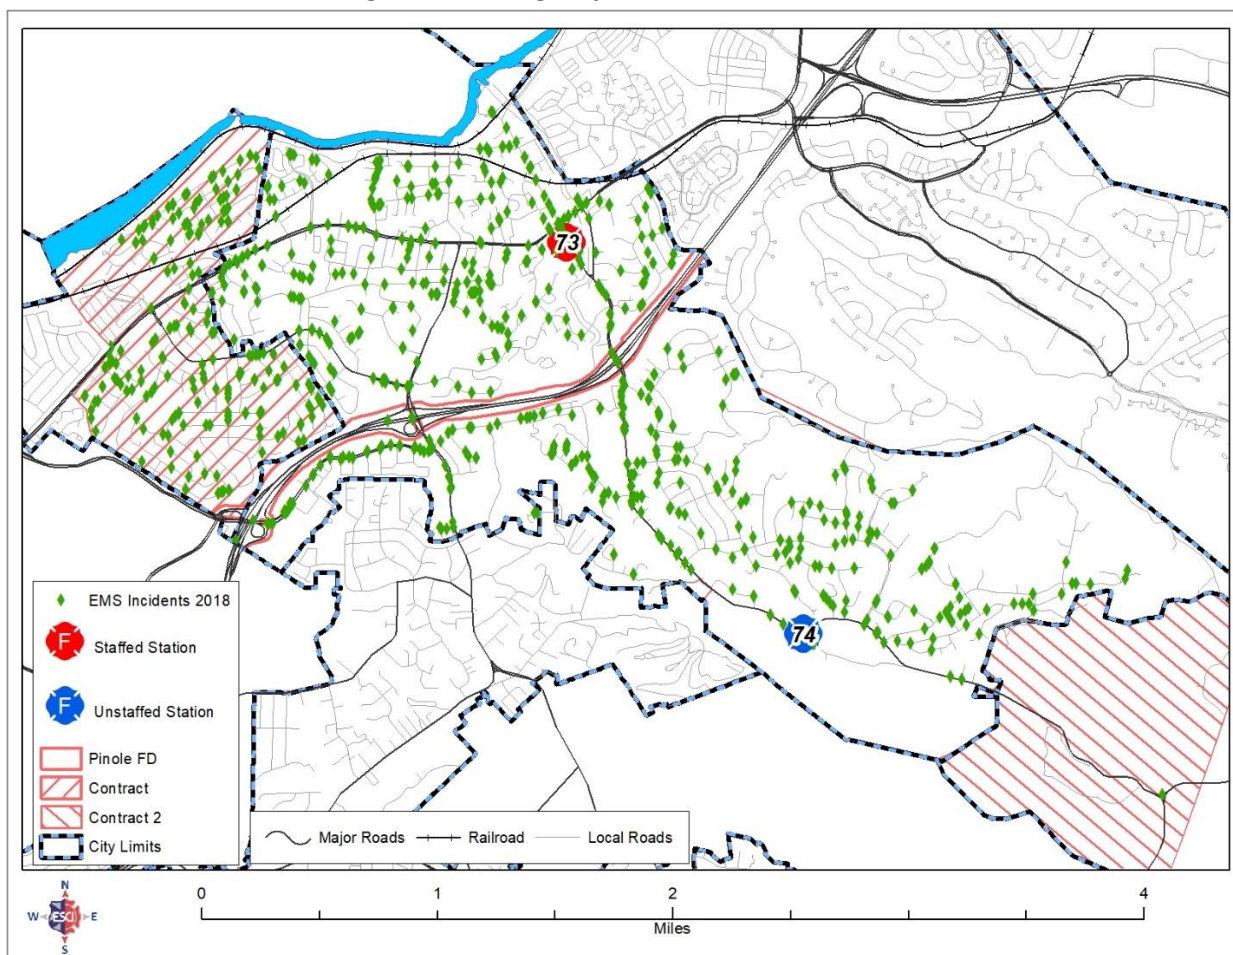 73
74
EMS Incidents 2018
F Staffed Station
F Unstaffed Station
Pinole FD
Contract
Contract 2
City Limits
Major Roads Railroad Local Roads
N
W ESCI E
S
0 1 2 4
Miles